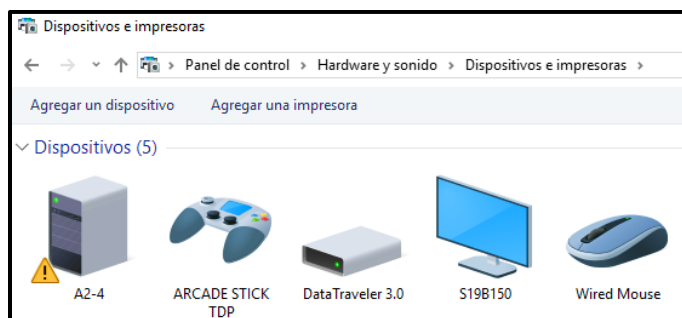 Dispositivos e impresoras
Panel de control > Hardware y sonido > Dispositivos e impresoras >
Agregar un dispositivo Agregar una impresora
Dispositivos (5)
A2-4 ARCADE STICK DataTraveler 3.0 S19B150 Wired Mouse
TDP